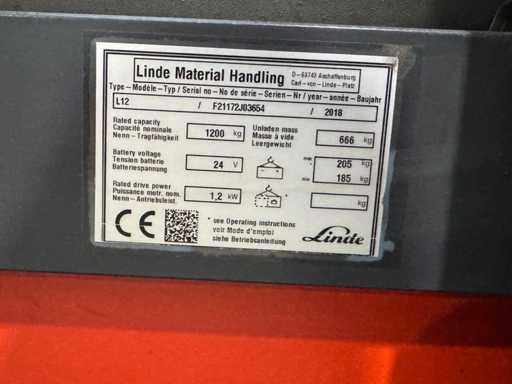 Linde Material Handling
D-63743 Aschaffenburg
Carl-von-Linde-Platz
Type-Modèle-Typ / Serial no-No de série-Serien-Nr / year-année-Baujahr
L12 / F21172J03654 / 2018
Rated capacity
Capacité nominale
Nenn-Tragfähigkeit
1200 kg
Unladen mass
Masse à vide
Leergewicht
666 kg
Battery voltage
Tension batterie
Batteriespannung
24 V
205
185 kg
Rated drive power
Puissance motr. nom.
Nenn-Antriebsleist.
1,2 kW
kg
CE
* see Operating instructions
voir Mode d'emploi
siehe Betriebsanleitung
Linde